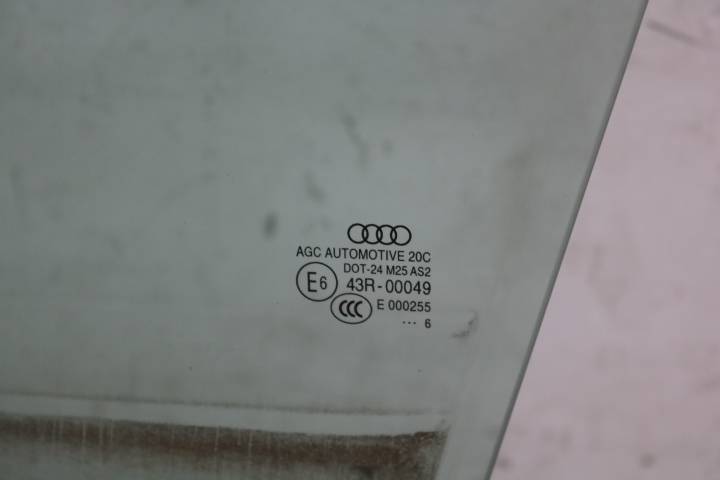 AGC AUTOMOTIVE 20C
DOT-24 M25 AS2
E6 43R-00049
CCC E 000255
... 6